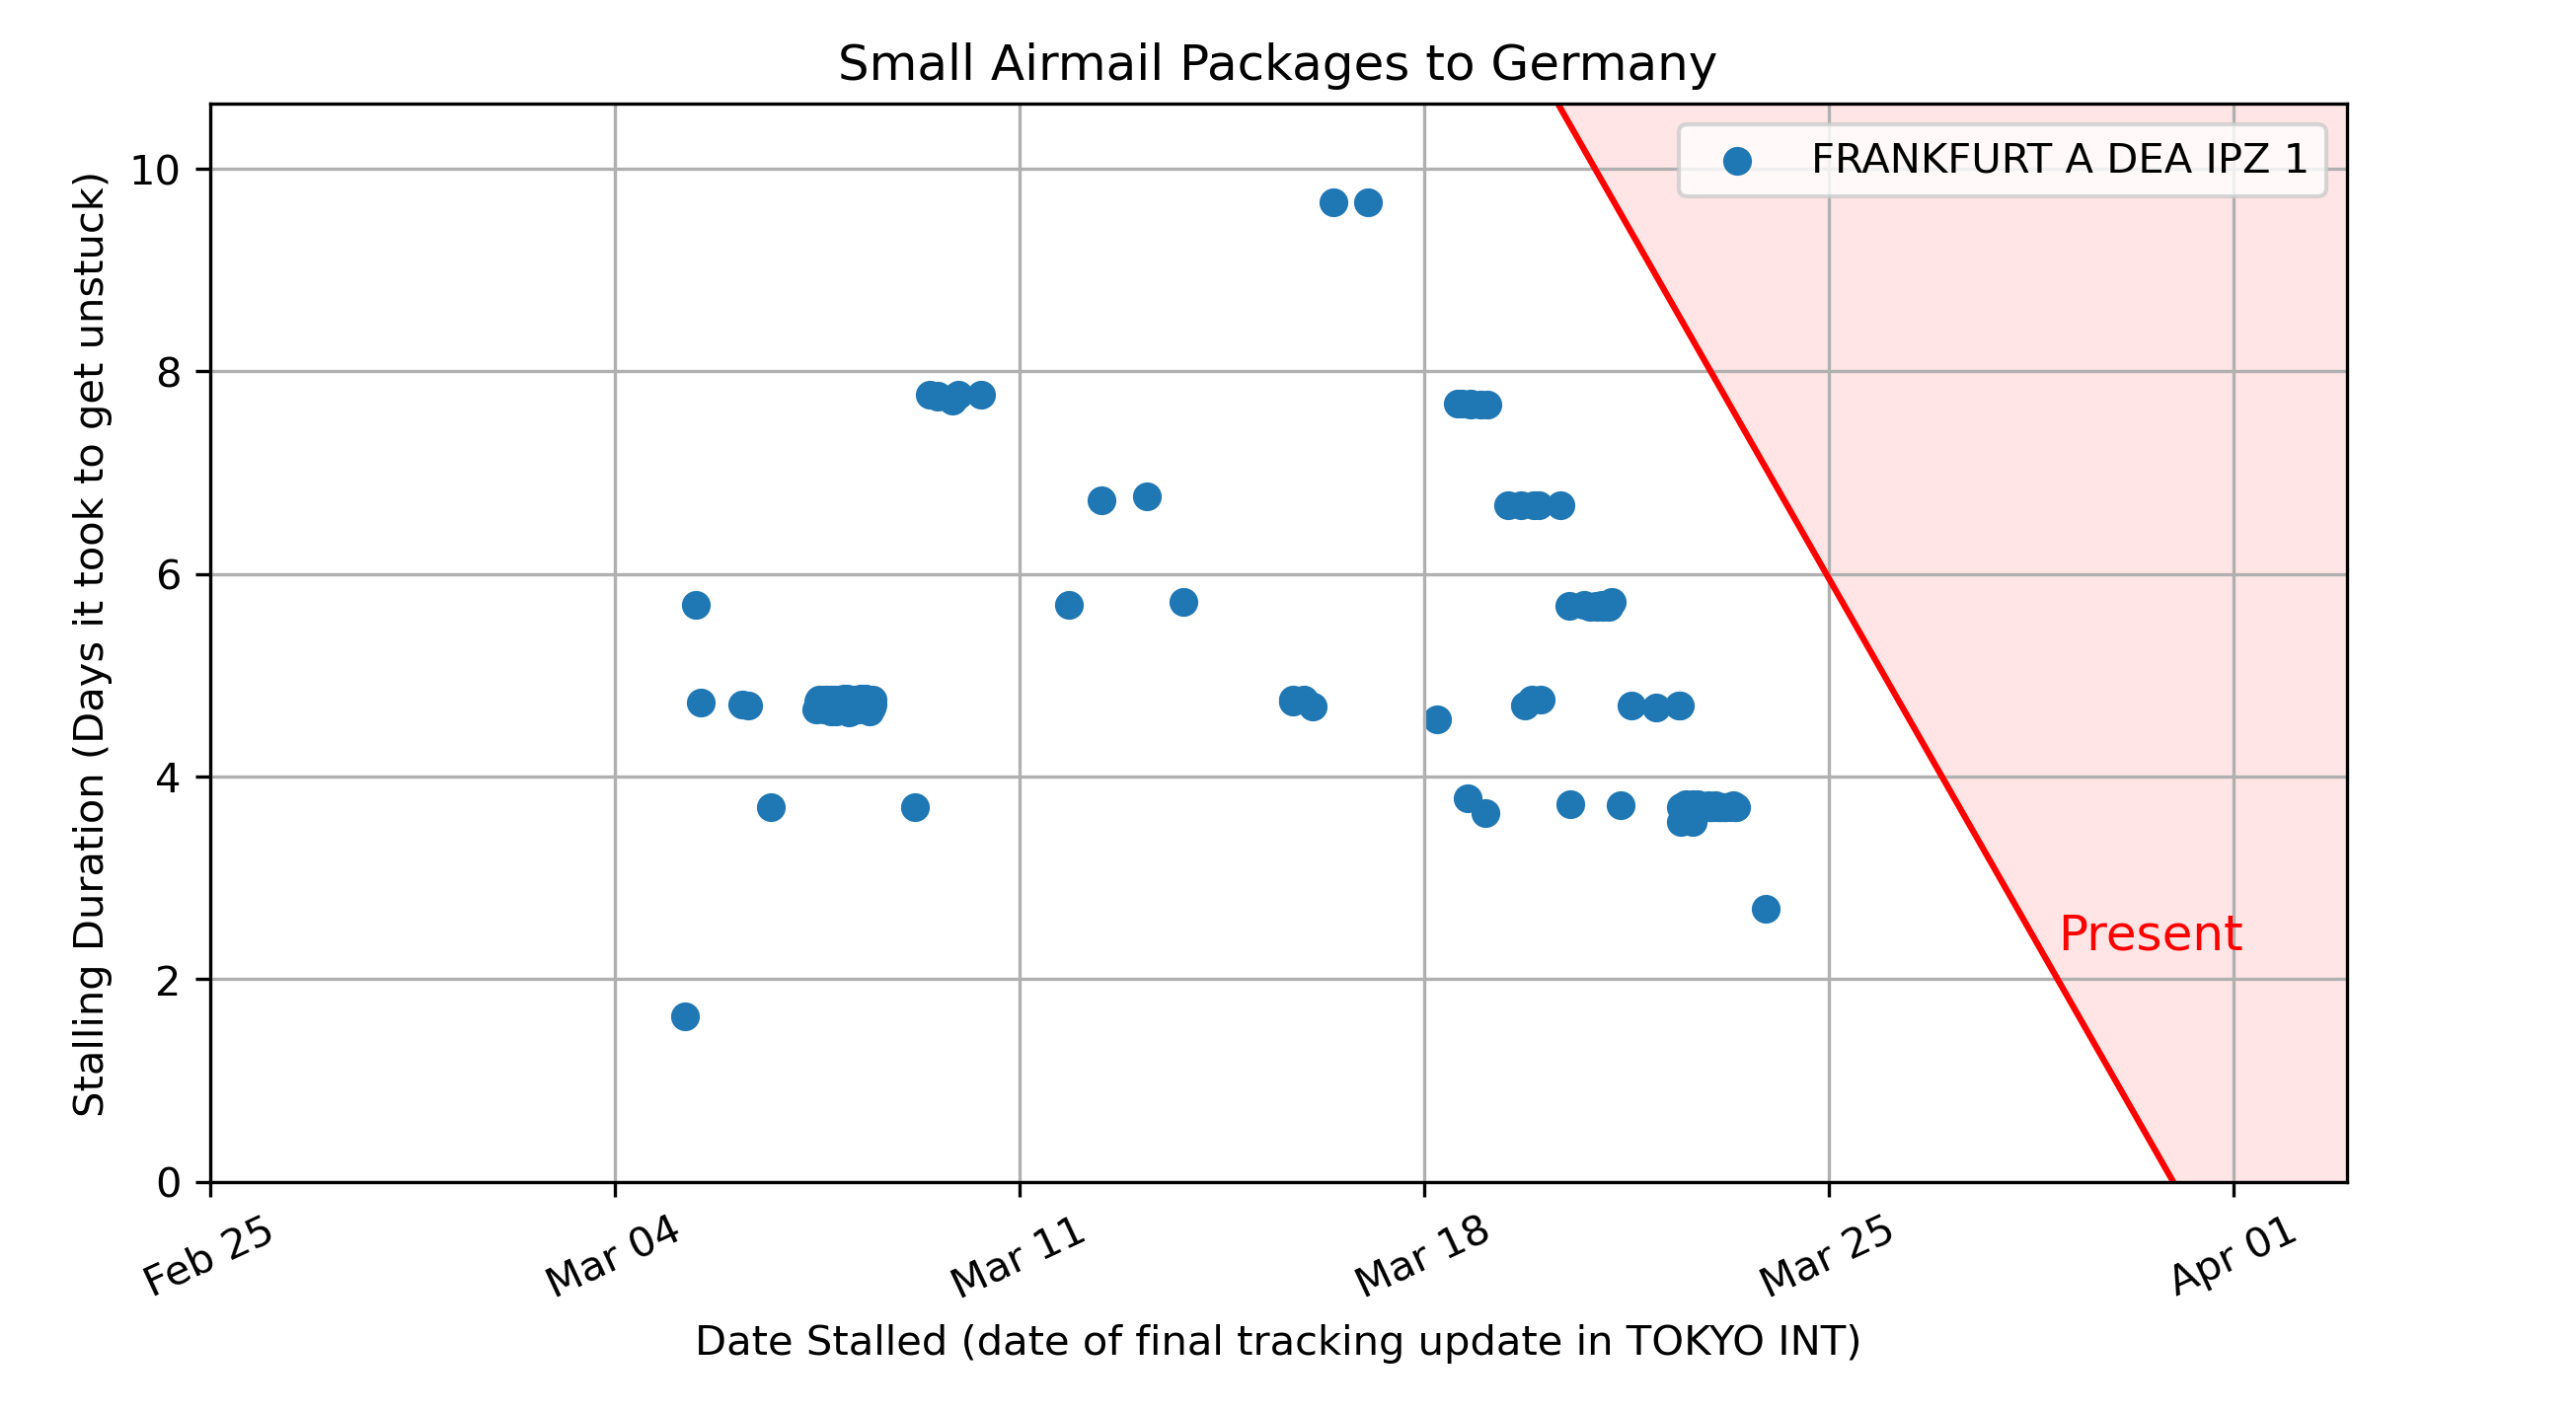 Small Airmail Packages to Germany
FRANKFURT A DEA IPZ 1
Stalling Duration (Days it took to get unstuck)
10
8
6
4
2
0
Present
Feb 25
Mar 04
Mar 11
Mar 18
Mar 25
Apr 01
Date Stalled (date of final tracking update in TOKYO INT)